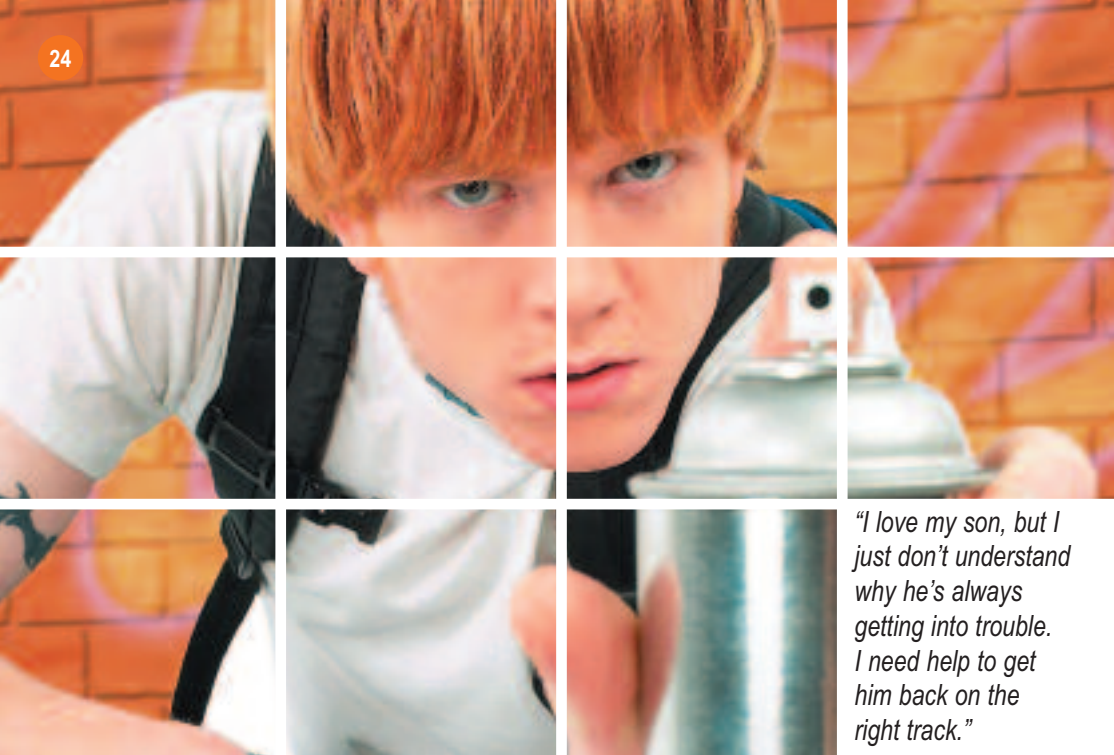 24
“I love my son, but I
just don’t understand
why he’s always
getting into trouble.
I need help to get
him back on the
right track.”